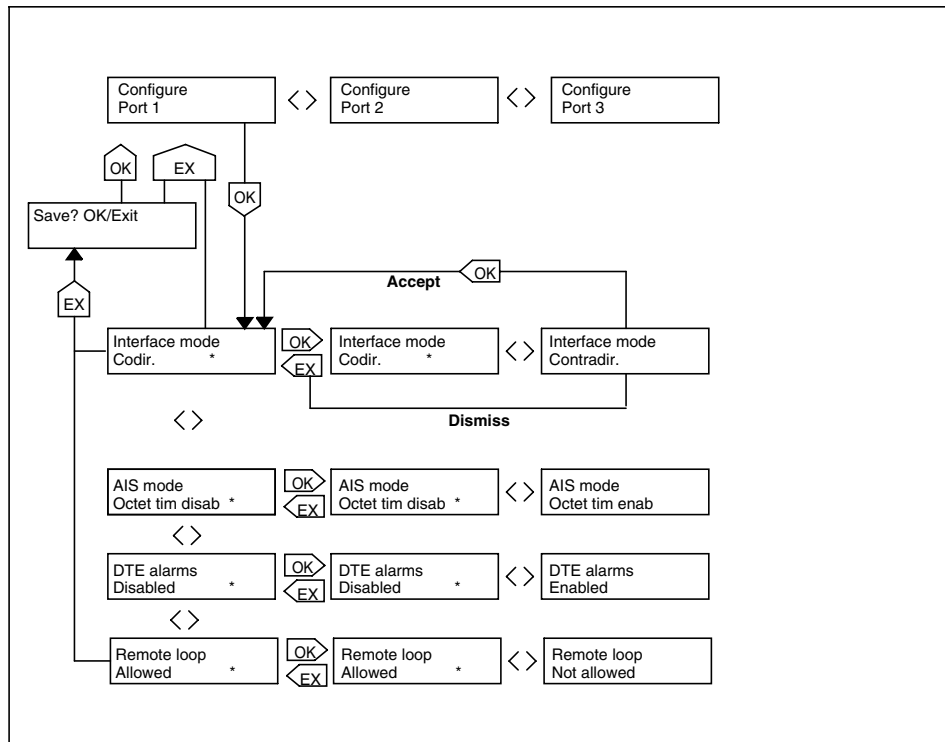 Configure
Port 1
< >
Configure
Port 2
< >
Configure
Port 3
OK
EX
OK
Save? OK/Exit
OK
Accept
EX
Interface mode
Codir. *
OK
EX
Interface mode
Codir. *
< >
Interface mode
Contradir.
Dismiss
< >
AIS mode
Octet tim disab *
OK
EX
AIS mode
Octet tim disab *
< >
AIS mode
Octet tim enab
< >
DTE alarms
Disabled *
OK
EX
DTE alarms
Disabled *
< >
DTE alarms
Enabled
< >
Remote loop
Allowed *
OK
EX
Remote loop
Allowed *
< >
Remote loop
Not allowed